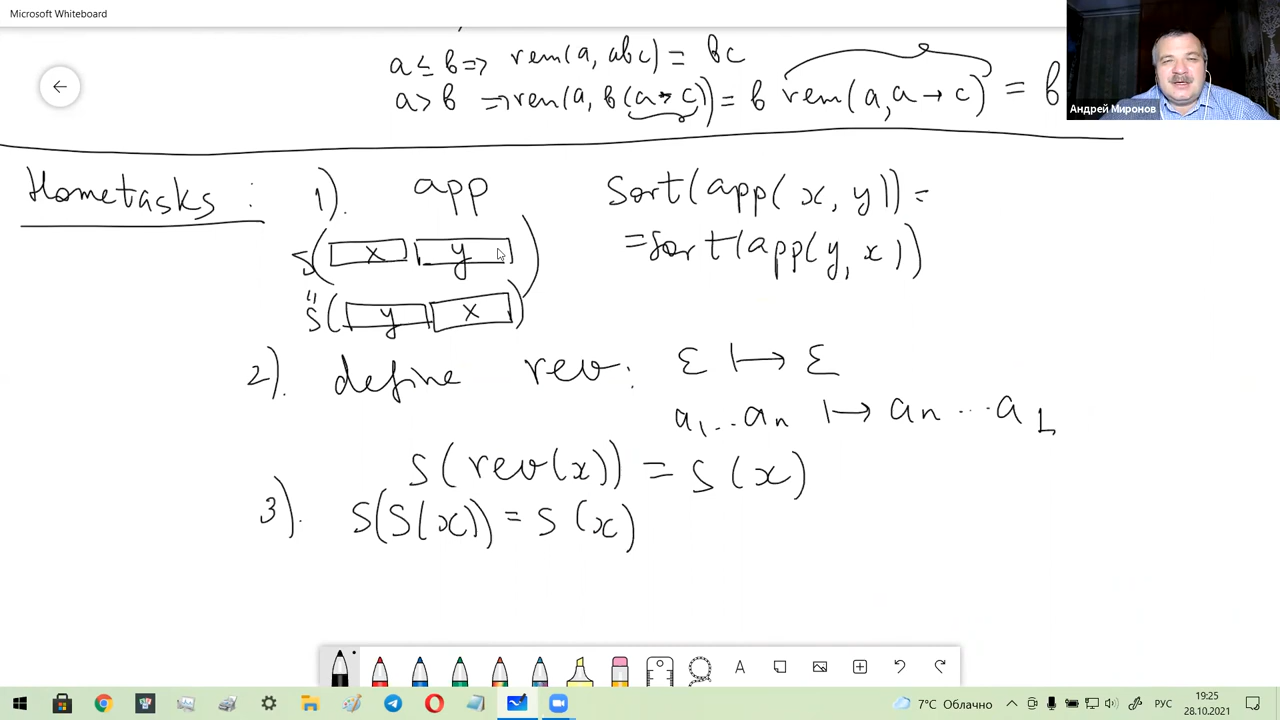 Microsoft Whiteboard
a ≤ b => rem(a, abc) = bc
a > b => rem(a, b(a → c)) = b rem(a, a → c) = b
Андрей Миронов
Hometasks : 1). app sort(app(x, y)) =
= sort(app(y, x))
S( x y )
"
S( y x )
2). define rev: ε ↦ ε
a1...an ↦ an...a1
S(rev(x)) = S(x)
3). S(S(x)) = S(x)
A
7°C Облачно РУС 19:25
28.10.2021